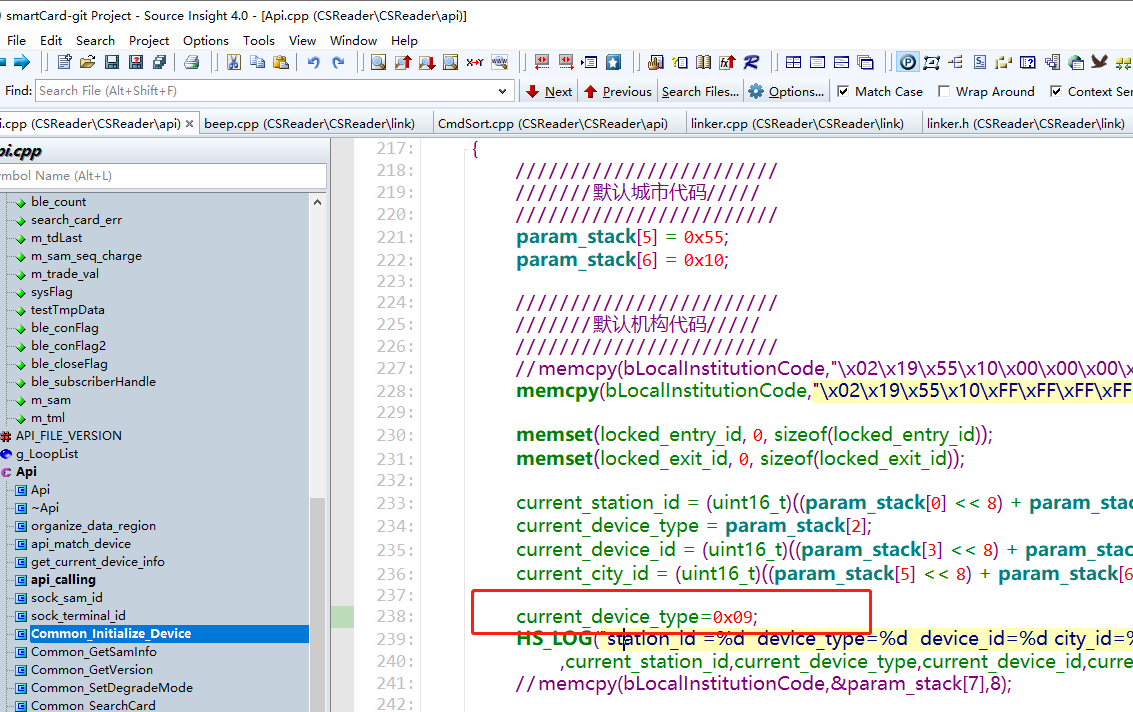 smartCard-git Project - Source Insight 4.0 - [Api.cpp (CSReader\CSReader\api)]
File Edit Search Project Options Tools View Window Help
Find: Search File (Alt+Shift+F) Next Previous Search Files... Options... Match Case Wrap Around Context Ser
i.cpp (CSReader\CSReader\api) beep.cpp (CSReader\CSReader\link) CmdSort.cpp (CSReader\CSReader\api) linker.cpp (CSReader\CSReader\link) linker.h (CSReader\CSReader\link)
pi.cpp
mbol Name (Alt+L)
ble_count
search_card_err
m_tdLast
m_sam_seq_charge
m_trade_val
sysFlag
testTmpData
ble_conFlag
ble_conFlag2
ble_closeFlag
ble_subscriberHandle
m_sam
m_tml
API_FILE_VERSION
g_LoopList
Api
Api
~Api
organize_data_region
api_match_device
get_current_device_info
api_calling
sock_sam_id
sock_terminal_id
Common_Initialize_Device
Common_GetSamInfo
Common_GetVersion
Common_SetDegradeMode
Common_SearchCard
217: {
218: ///////////////////////
219: ///////默认城市代码/////
220: ///////////////////////
221: param_stack[5] = 0x55;
222: param_stack[6] = 0x10;
223:
224: ///////////////////////
225: ///////默认机构代码/////
226: ///////////////////////
227: //memcpy(bLocalInstitutionCode,"\x02\x19\x55\x10\x00\x00\x00\x
228: memcpy(bLocalInstitutionCode,"\x02\x19\x55\x10\xFF\xFF\xFF\xFF
229:
230: memset(locked_entry_id, 0, sizeof(locked_entry_id));
231: memset(locked_exit_id, 0, sizeof(locked_exit_id));
232:
233: current_station_id = (uint16_t)((param_stack[0] << 8) + param_stac
234: current_device_type = param_stack[2];
235: current_device_id = (uint16_t)((param_stack[3] << 8) + param_stac
236: current_city_id = (uint16_t)((param_stack[5] << 8) + param_stack[6
237:
238: current_device_type=0x09;
239: HS_LOG("station_id =%d device_type=%d device_id=%d city_id=%
240: ,current_station_id,current_device_type,current_device_id,curre
241: //memcpy(bLocalInstitutionCode,&param_stack[7],8);
242: